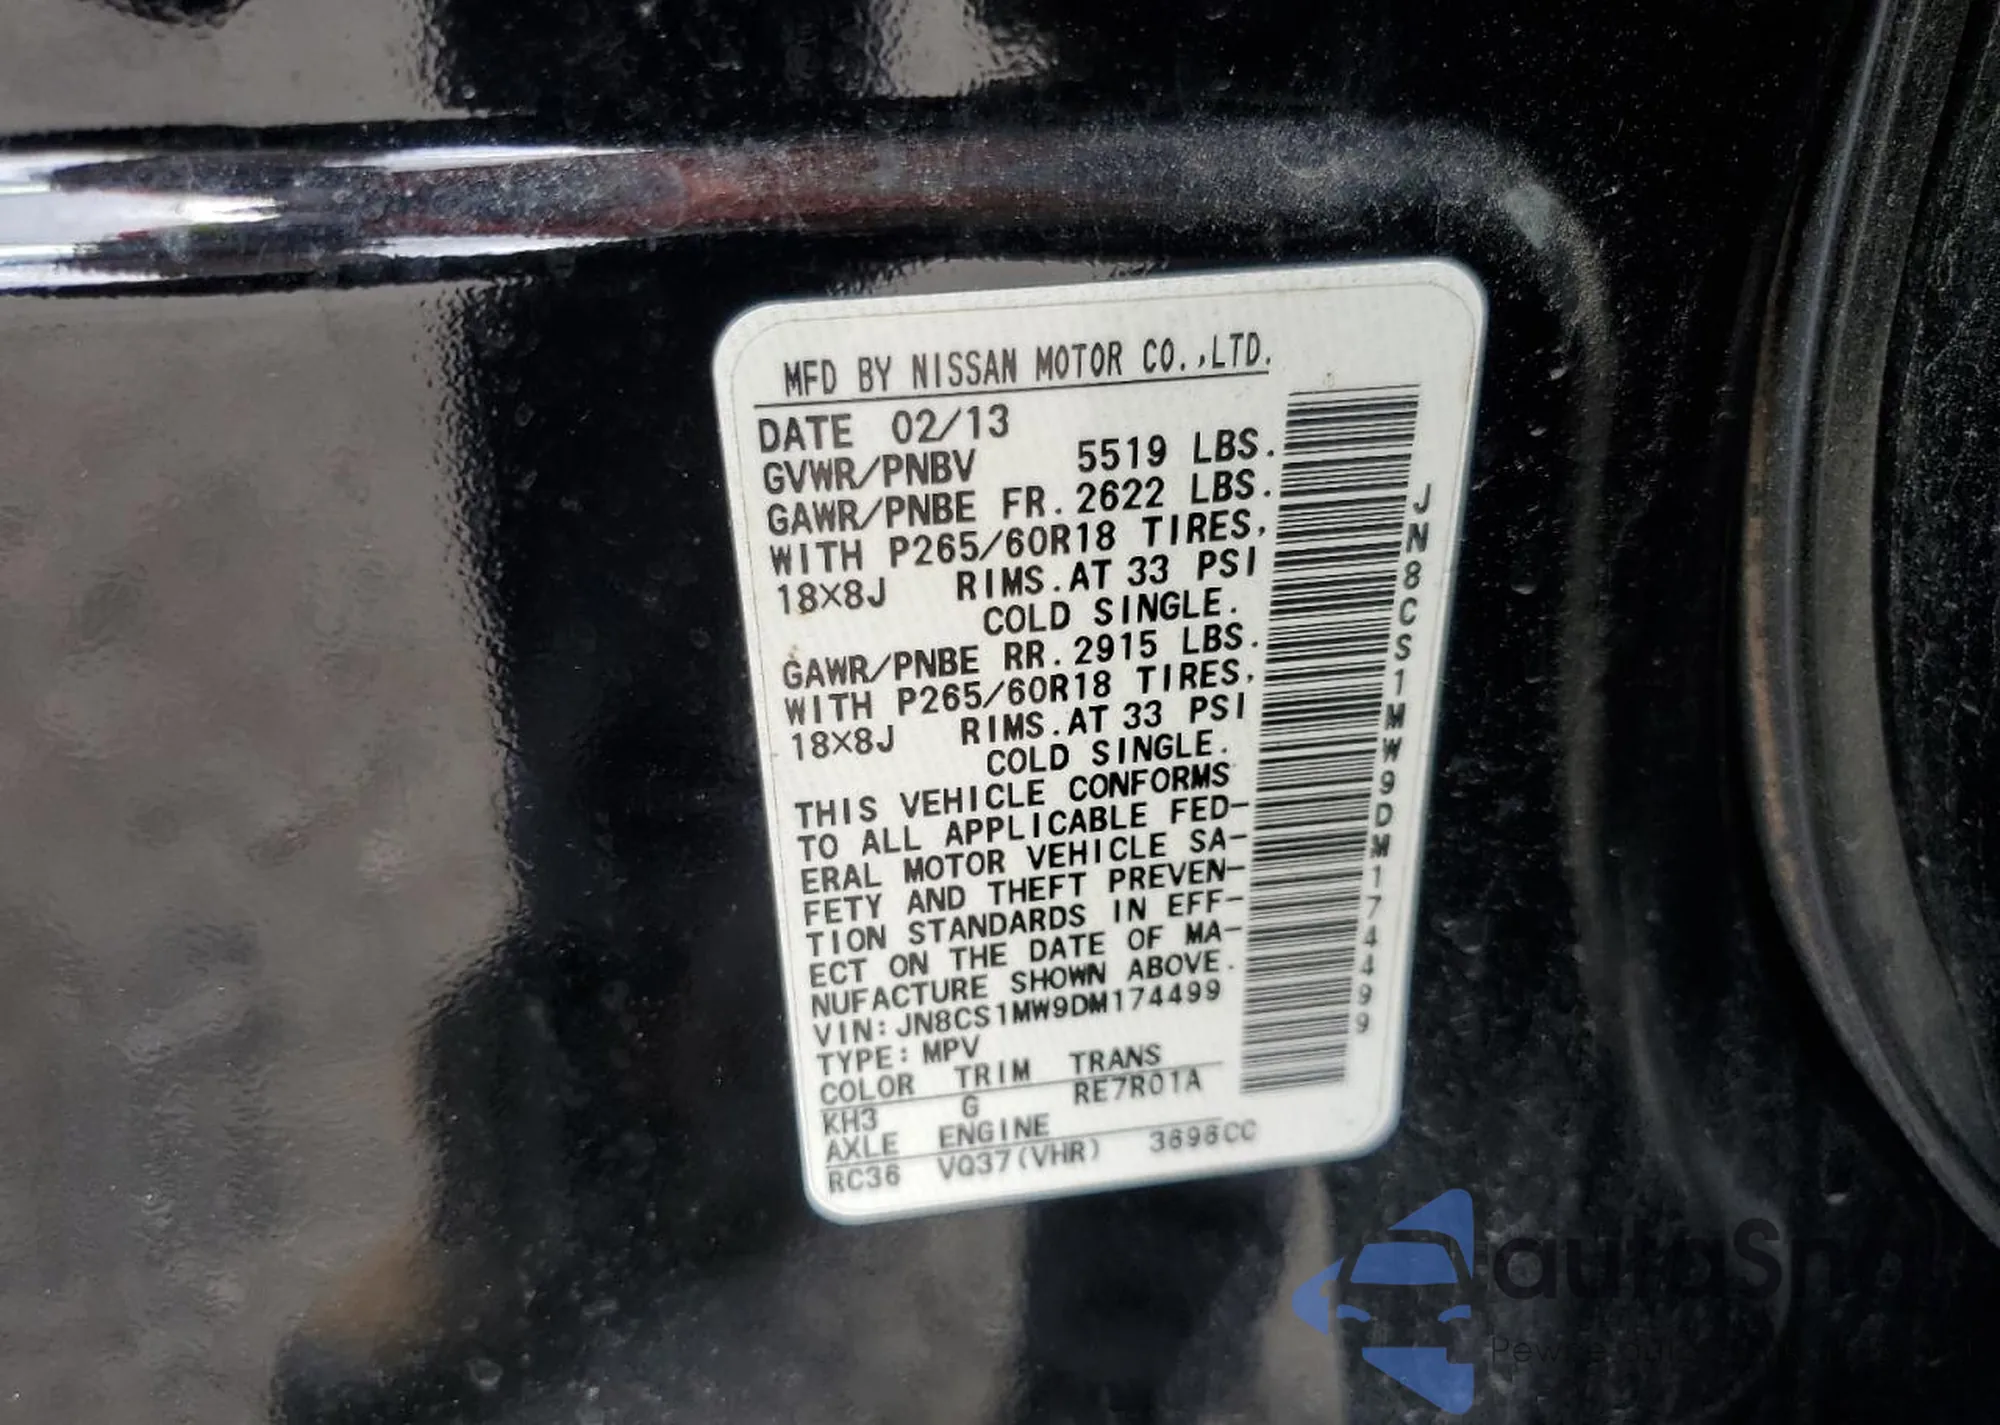 MFD BY NISSAN MOTOR CO.,LTD.
DATE 02/13
GVWR/PNBV 5519 LBS.
GAWR/PNBE FR. 2622 LBS.
WITH P265/60R18 TIRES,
18×8J RIMS.AT 33 PSI
COLD SINGLE.
GAWR/PNBE RR. 2915 LBS.
WITH P265/60R18 TIRES,
18×8J RIMS.AT 33 PSI
COLD SINGLE.
THIS VEHICLE CONFORMS
TO ALL APPLICABLE FED-
ERAL MOTOR VEHICLE SA-
FETY AND THEFT PREVEN-
TION STANDARDS IN EFF-
ECT ON THE DATE OF MA-
NUFACTURE SHOWN ABOVE.
VIN: JN8CS1MW9DM174499
TYPE: MPV
COLOR TRIM TRANS
KH3 G RE7R01A
AXLE ENGINE
RC36 VQ37(VHR) 3696CC
JN8CS1MW9DM174499